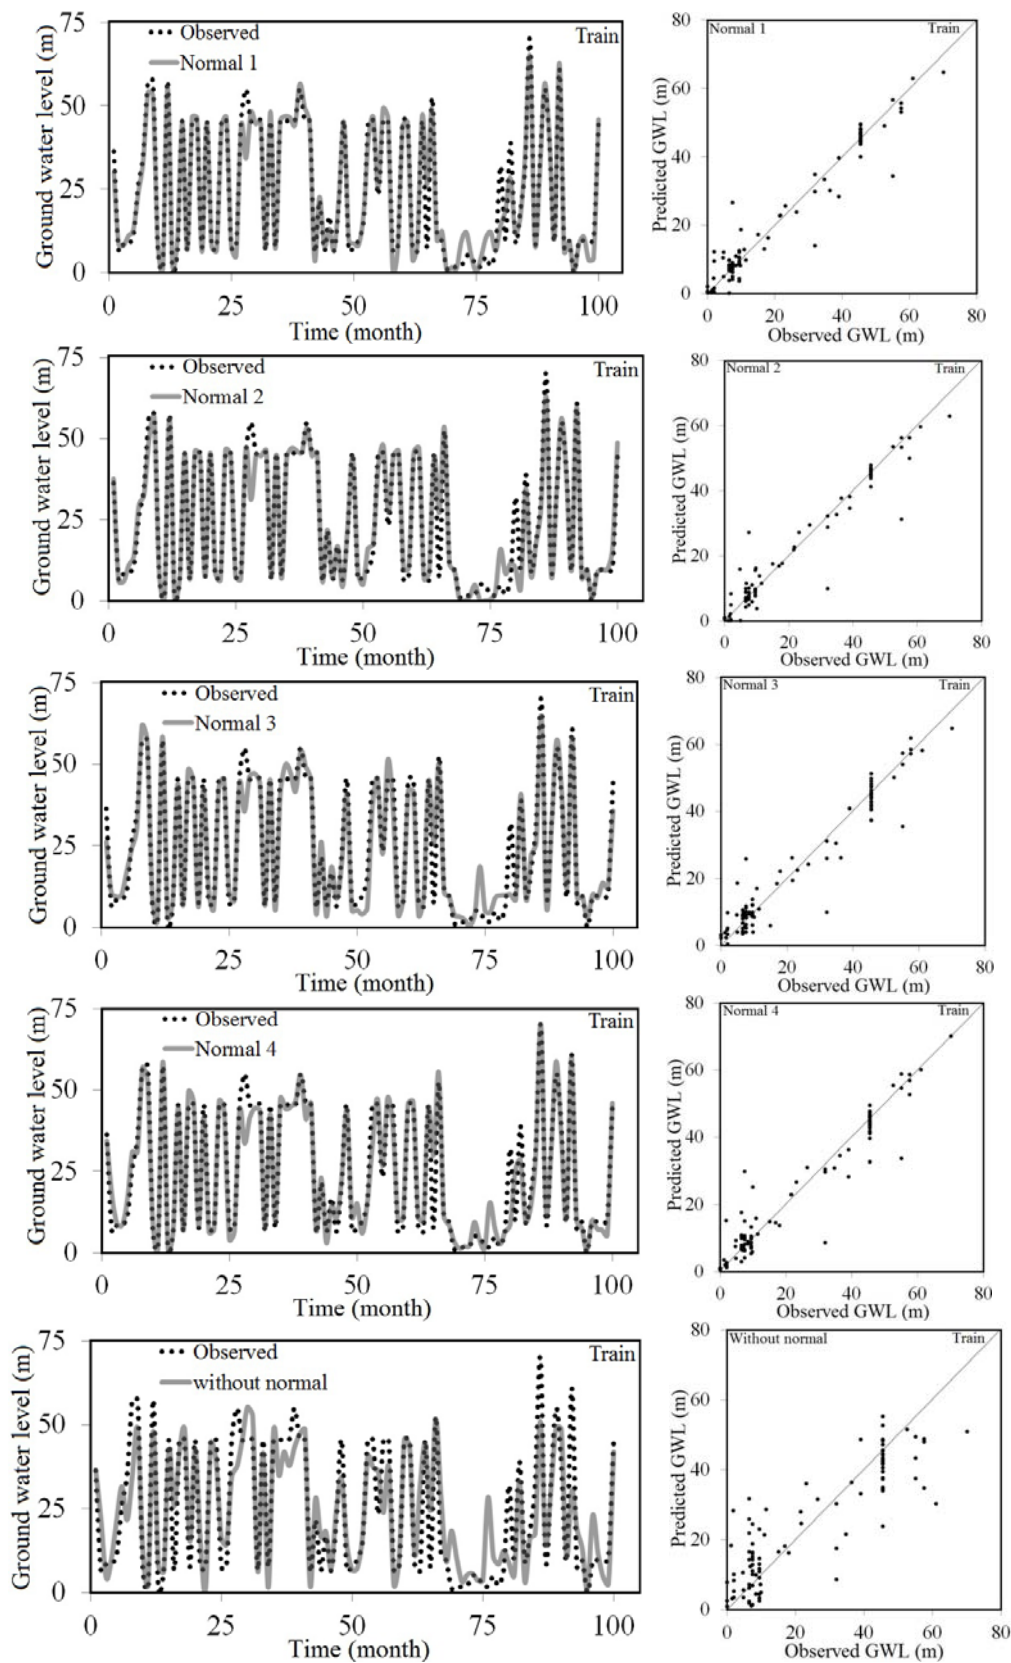 75
Observed
Train
Normal 1
50
25
0
0
25
50
75
100
Time (month)
Ground water level (m)
80
Normal 1
Train
60
40
20
0
0
20
40
60
80
Observed GWL (m)
Predicted GWL (m)
75
Observed
Train
Normal 2
50
25
0
0
25
50
75
100
Time (month)
Ground water level (m)
80
Normal 2
Train
60
40
20
0
0
20
40
60
80
Observed GWL (m)
Predicted GWL (m)
75
Observed
Train
Normal 3
50
25
0
0
25
50
75
100
Time (month)
Ground water level (m)
80
Normal 3
Train
60
40
20
0
0
20
40
60
80
Observed GWL (m)
Predicted GWL (m)
75
Observed
Train
Normal 4
50
25
0
0
25
50
75
100
Time (month)
Ground water level (m)
80
Normal 4
Train
60
40
20
0
0
20
40
60
80
Observed GWL (m)
Predicted GWL (m)
75
Observed
Train
without normal
50
25
0
0
25
50
75
100
Time (month)
Ground water level (m)
80
Without normal
Train
60
40
20
0
0
20
40
60
80
Observed GWL (m)
Predicted GWL (m)